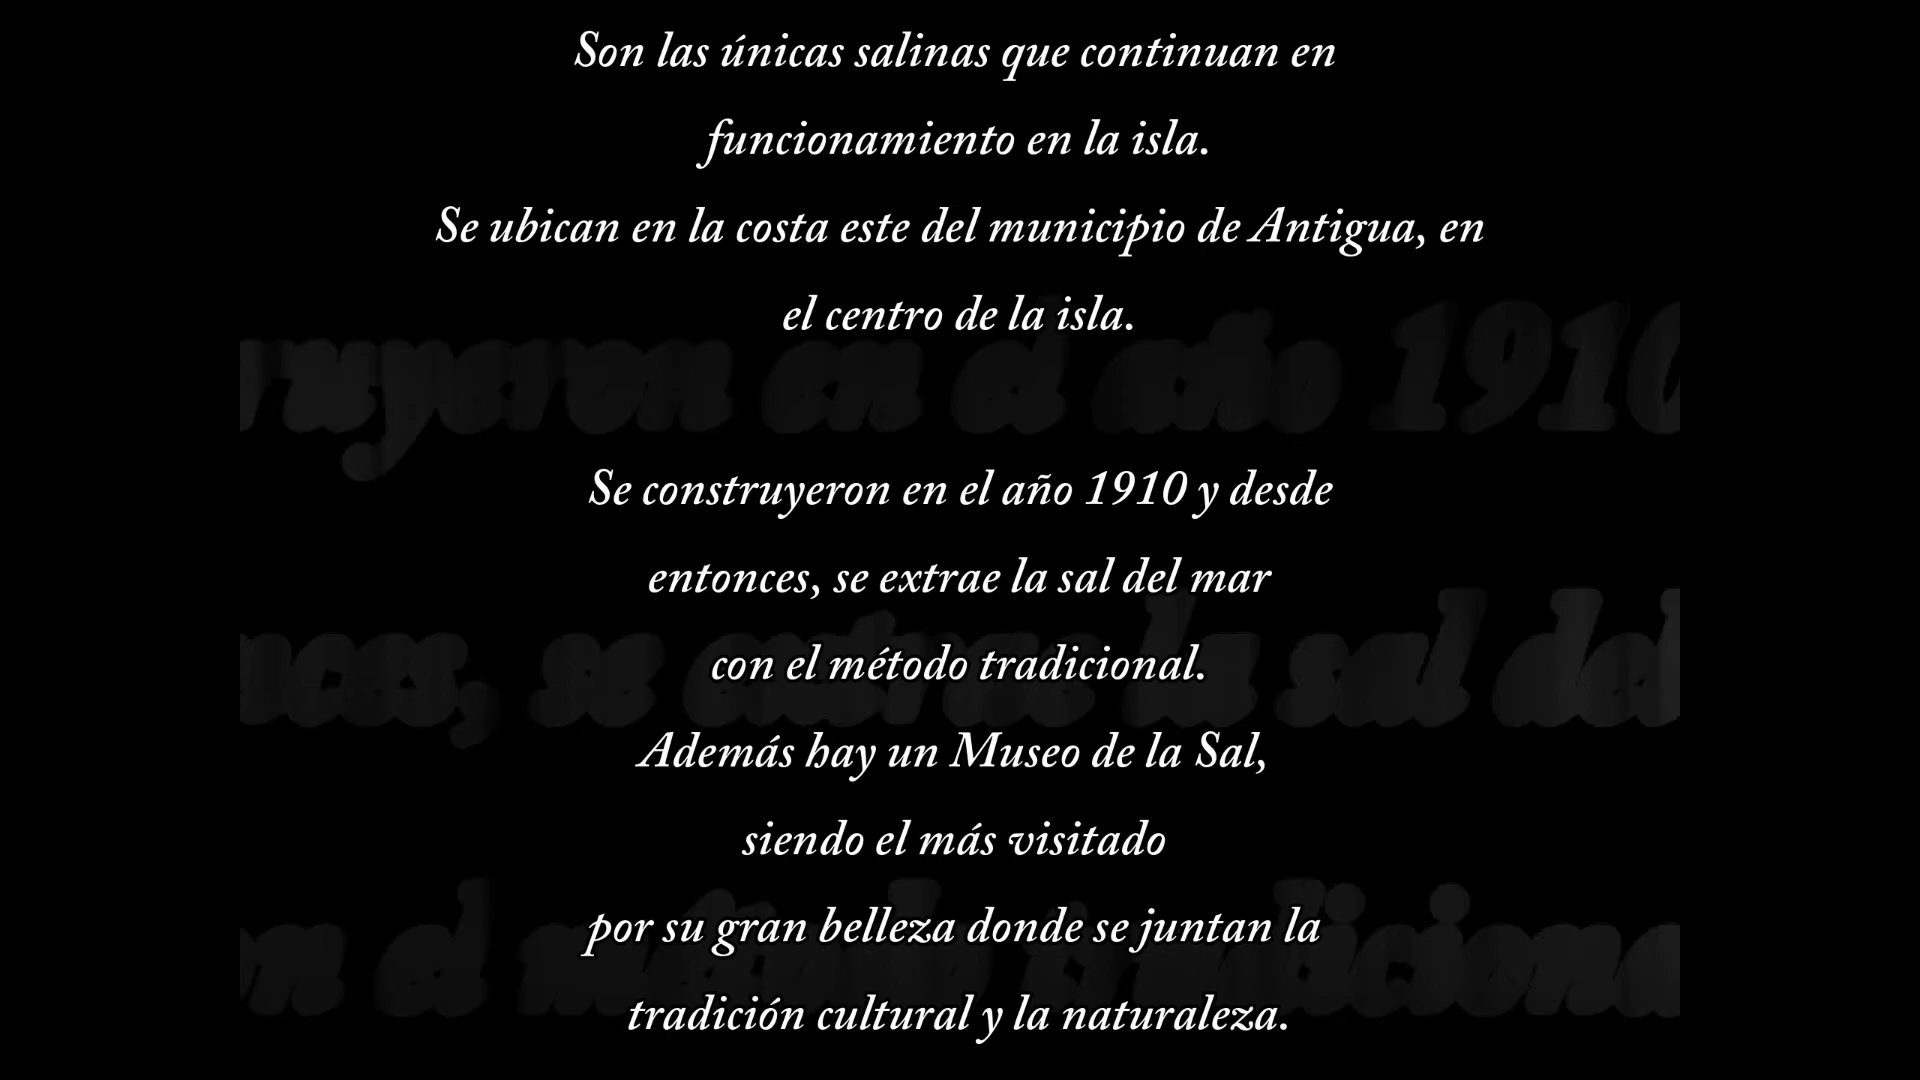 Son las únicas salinas que continuan en
funcionamiento en la isla.
Se ubican en la costa este del municipio de Antigua, en
el centro de la isla.
Se construyeron en el año 1910 y desde
entonces, se extrae la sal del mar
con el método tradicional.
Además hay un Museo de la Sal,
siendo el más visitado
por su gran belleza donde se juntan la
tradición cultural y la naturaleza.